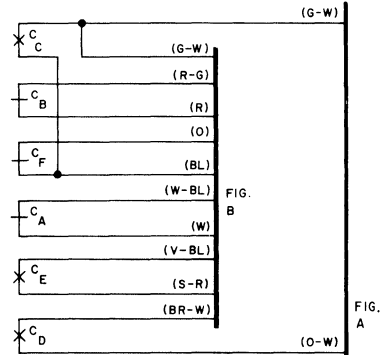 (G-W)
C
C
(G-W)
(R-G)
C
B
(R)
(O)
C
F
(BL)
(W-BL)
FIG.
B
C
A
(W)
(V-BL)
C
E
(S-R)
(BR-W)
FIG.
A
C
D
(O-W)